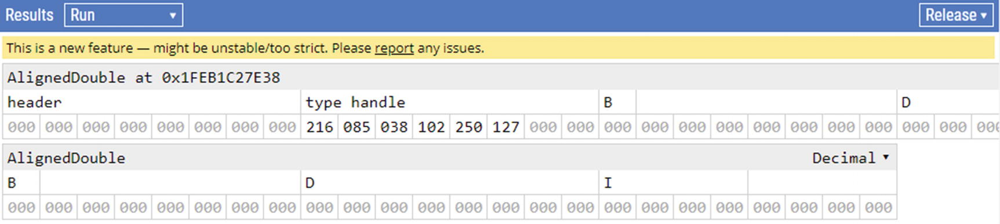 Results Run ▾ Release ▾
This is a new feature — might be unstable/too strict. Please report any issues.
AlignedDouble at 0x1FEB1C27E38
header type handle B D
000 000 000 000 000 000 000 000 216 085 038 102 250 127 000 000 000 000 000 000 000 000 000 000 000 000 000
AlignedDouble Decimal ▾
B D I
000 000 000 000 000 000 000 000 000 000 000 000 000 000 000 000 000 000 000 000 000 000 000 000